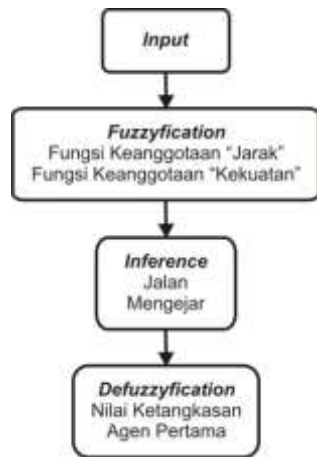 Input
Fuzzyfication
Fungsi Keanggotaan "Jarak"
Fungsi Keanggotaan "Kekuatan"
Inference
Jalan
Mengejar
Defuzzyfication
Nilai Ketangkasan
Agen Pertama